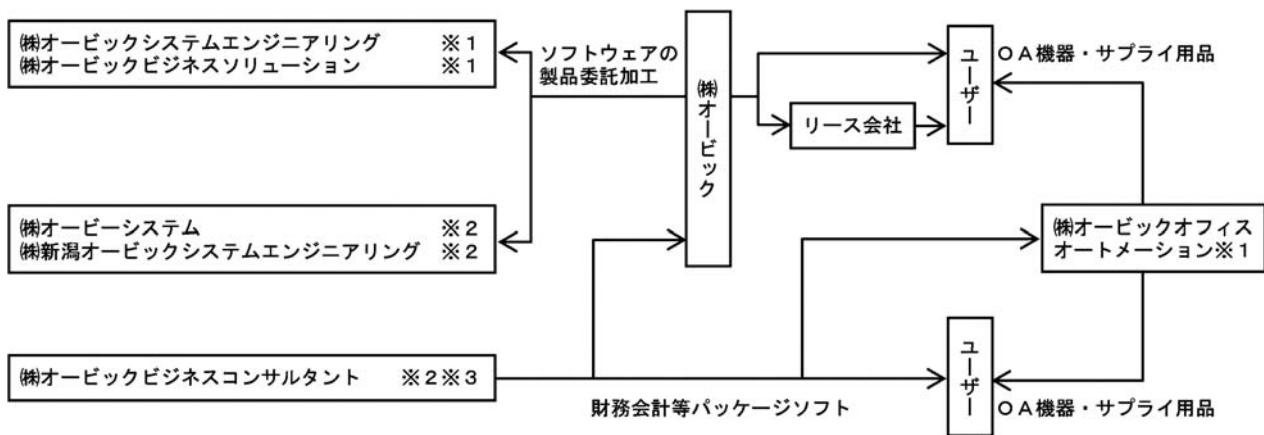 ㈱オービックシステムエンジニアリング ※1
㈱オービックビジネスソリューション ※1
ソフトウェアの
製品委託加工
㈱オービック
リース会社
ユーザー
OA機器・サプライ用品
㈱オービーシステム ※2
㈱新潟オービックシステムエンジニアリング ※2
㈱オービックオフィス
オートメーション※1
㈱オービックビジネスコンサルタント ※2※3
財務会計等パッケージソフト
ユーザー
OA機器・サプライ用品